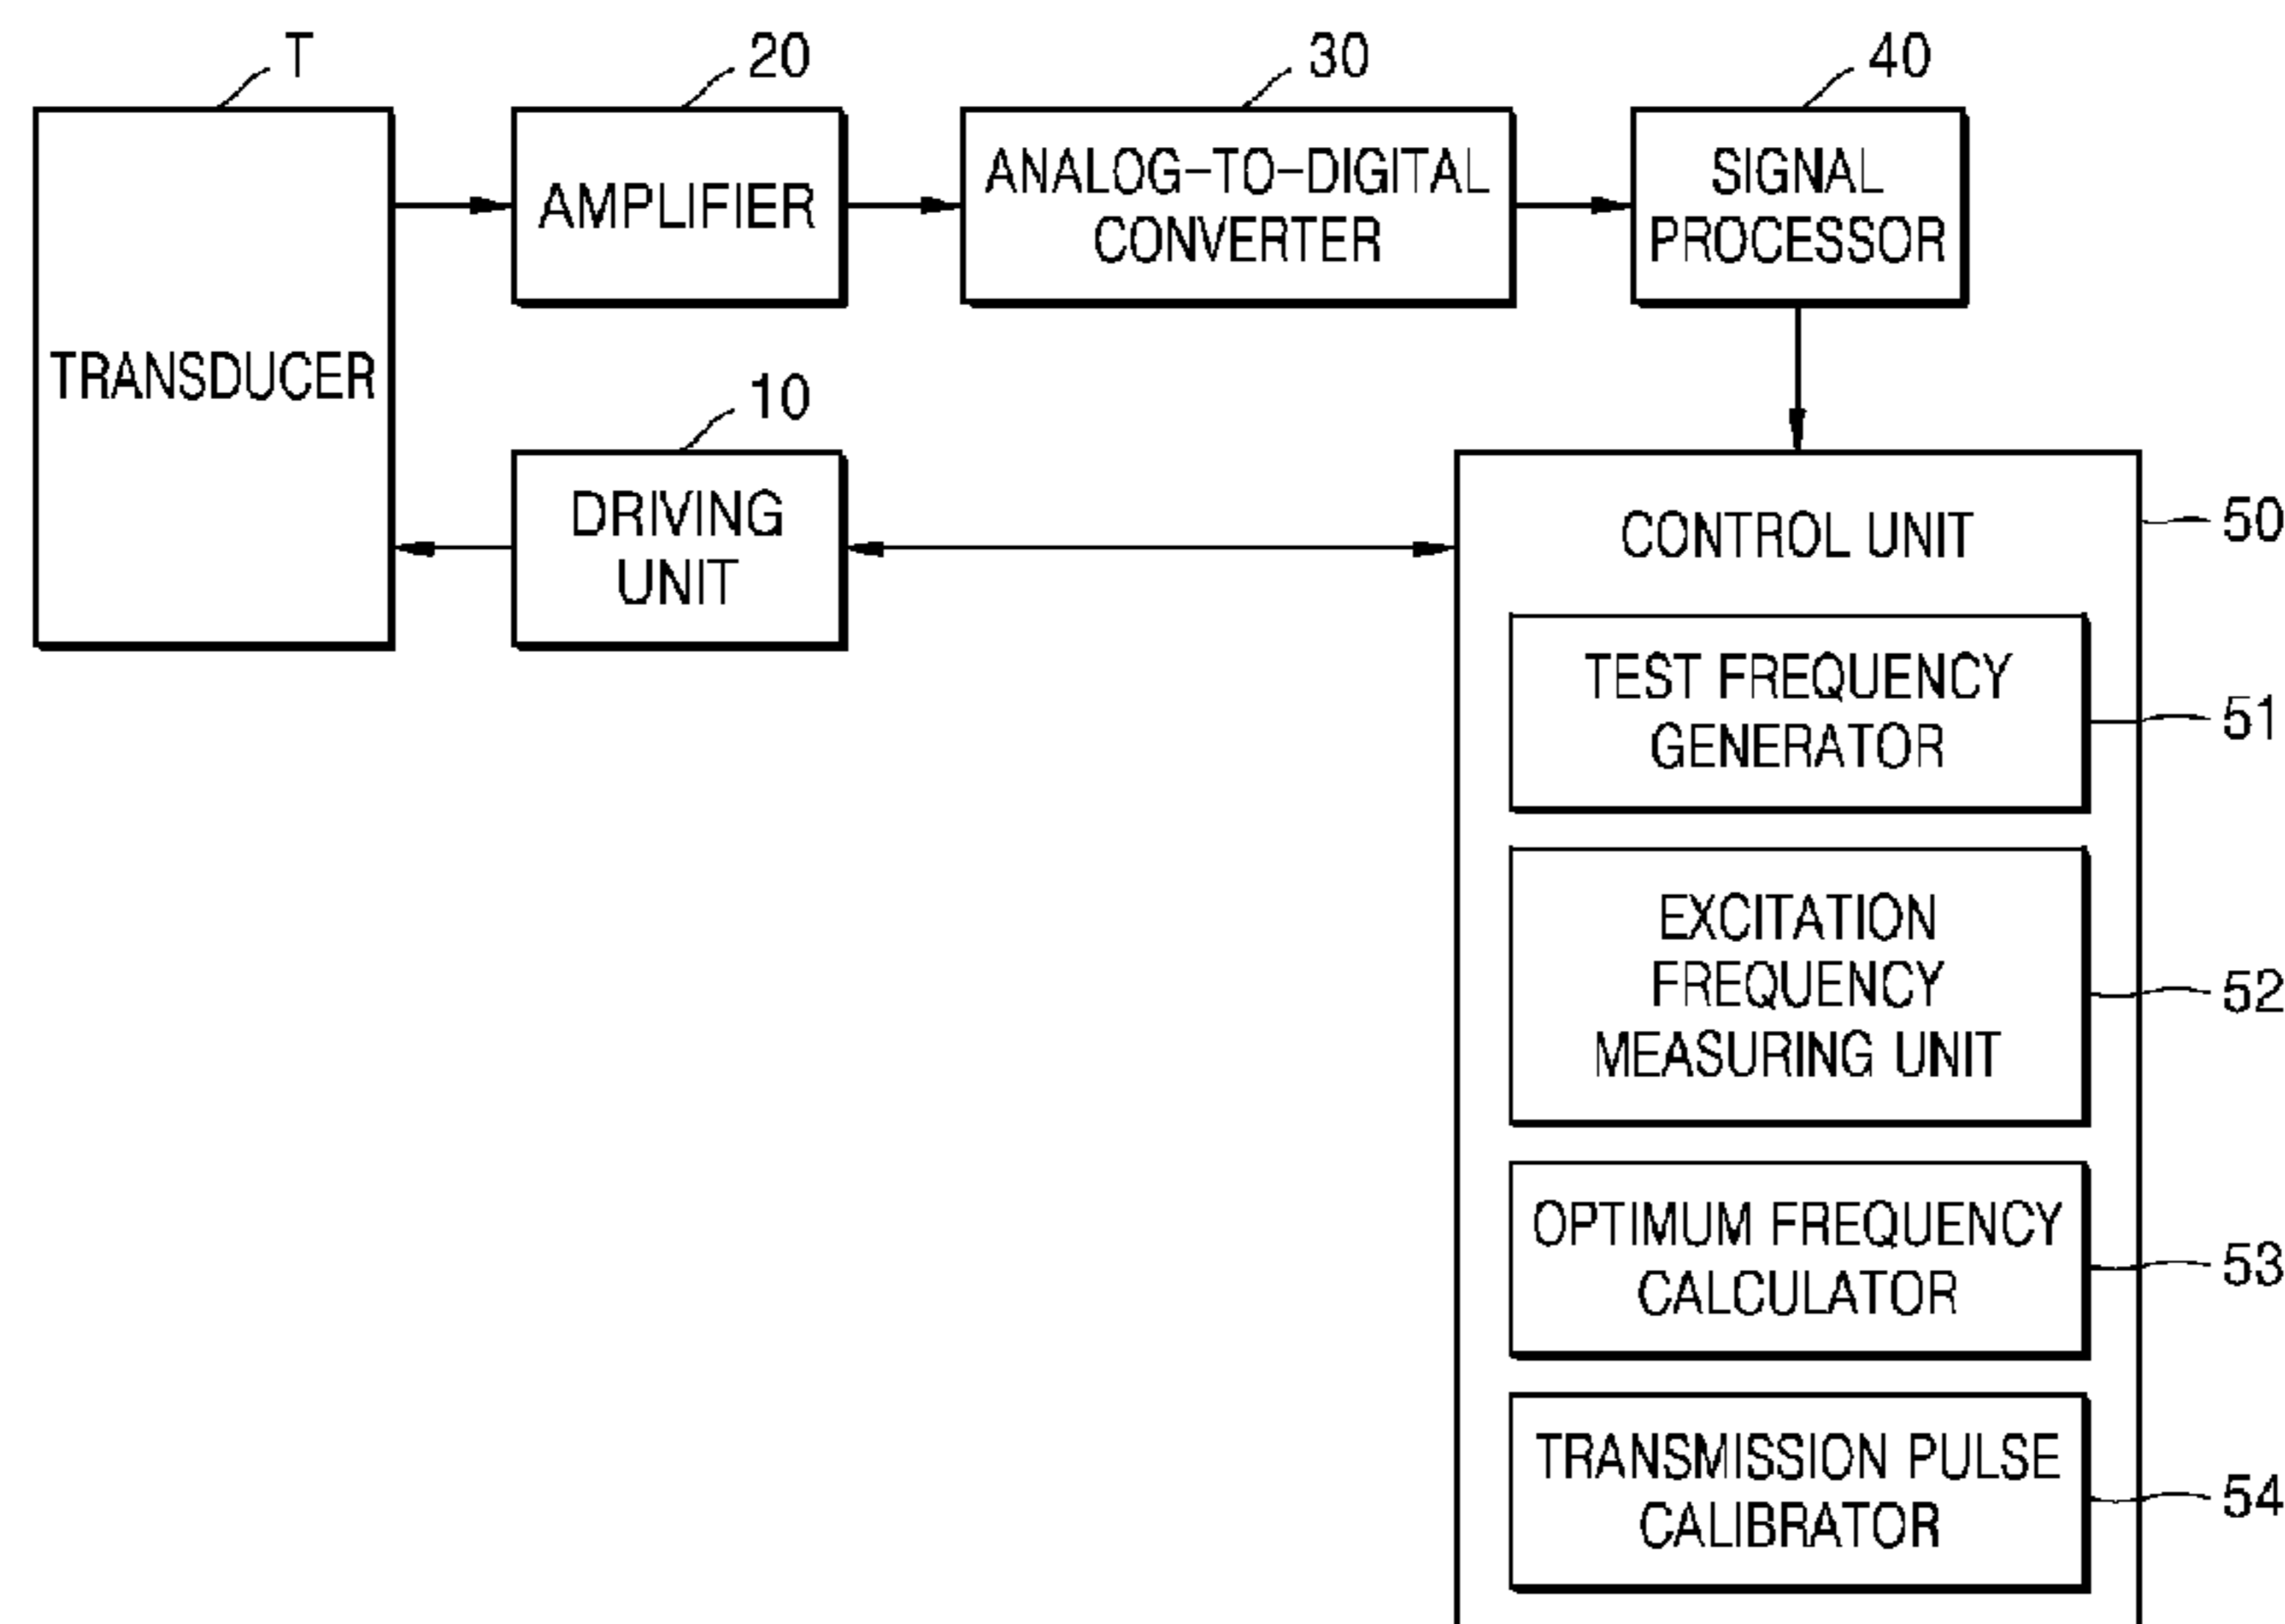 T
20
30
40
TRANSDUCER
AMPLIFIER
ANALOG-TO-DIGITAL
CONVERTER
SIGNAL
PROCESSOR
10
DRIVING
UNIT
CONTROL UNIT
50
TEST FREQUENCY
GENERATOR
51
EXCITATION
FREQUENCY
MEASURING UNIT
52
OPTIMUM FREQUENCY
CALCULATOR
53
TRANSMISSION PULSE
CALIBRATOR
54